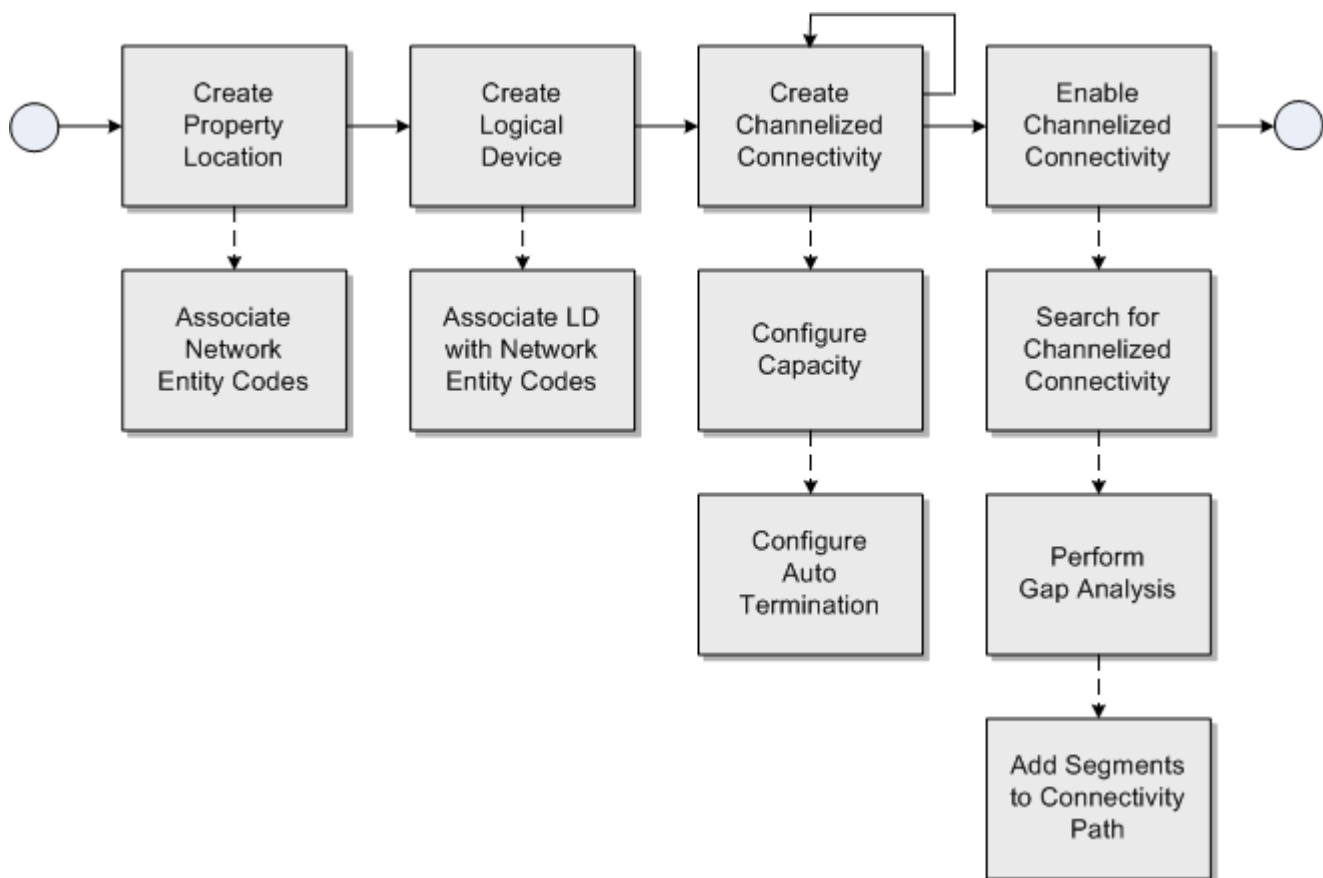 Create
Property
Location
Create
Logical
Device
Create
Channelized
Connectivity
Enable
Channelized
Connectivity
Associate
Network
Entity Codes
Associate LD
with Network
Entity Codes
Configure
Capacity
Search for
Channelized
Connectivity
Configure
Auto
Termination
Perform
Gap Analysis
Add Segments
to Connectivity
Path